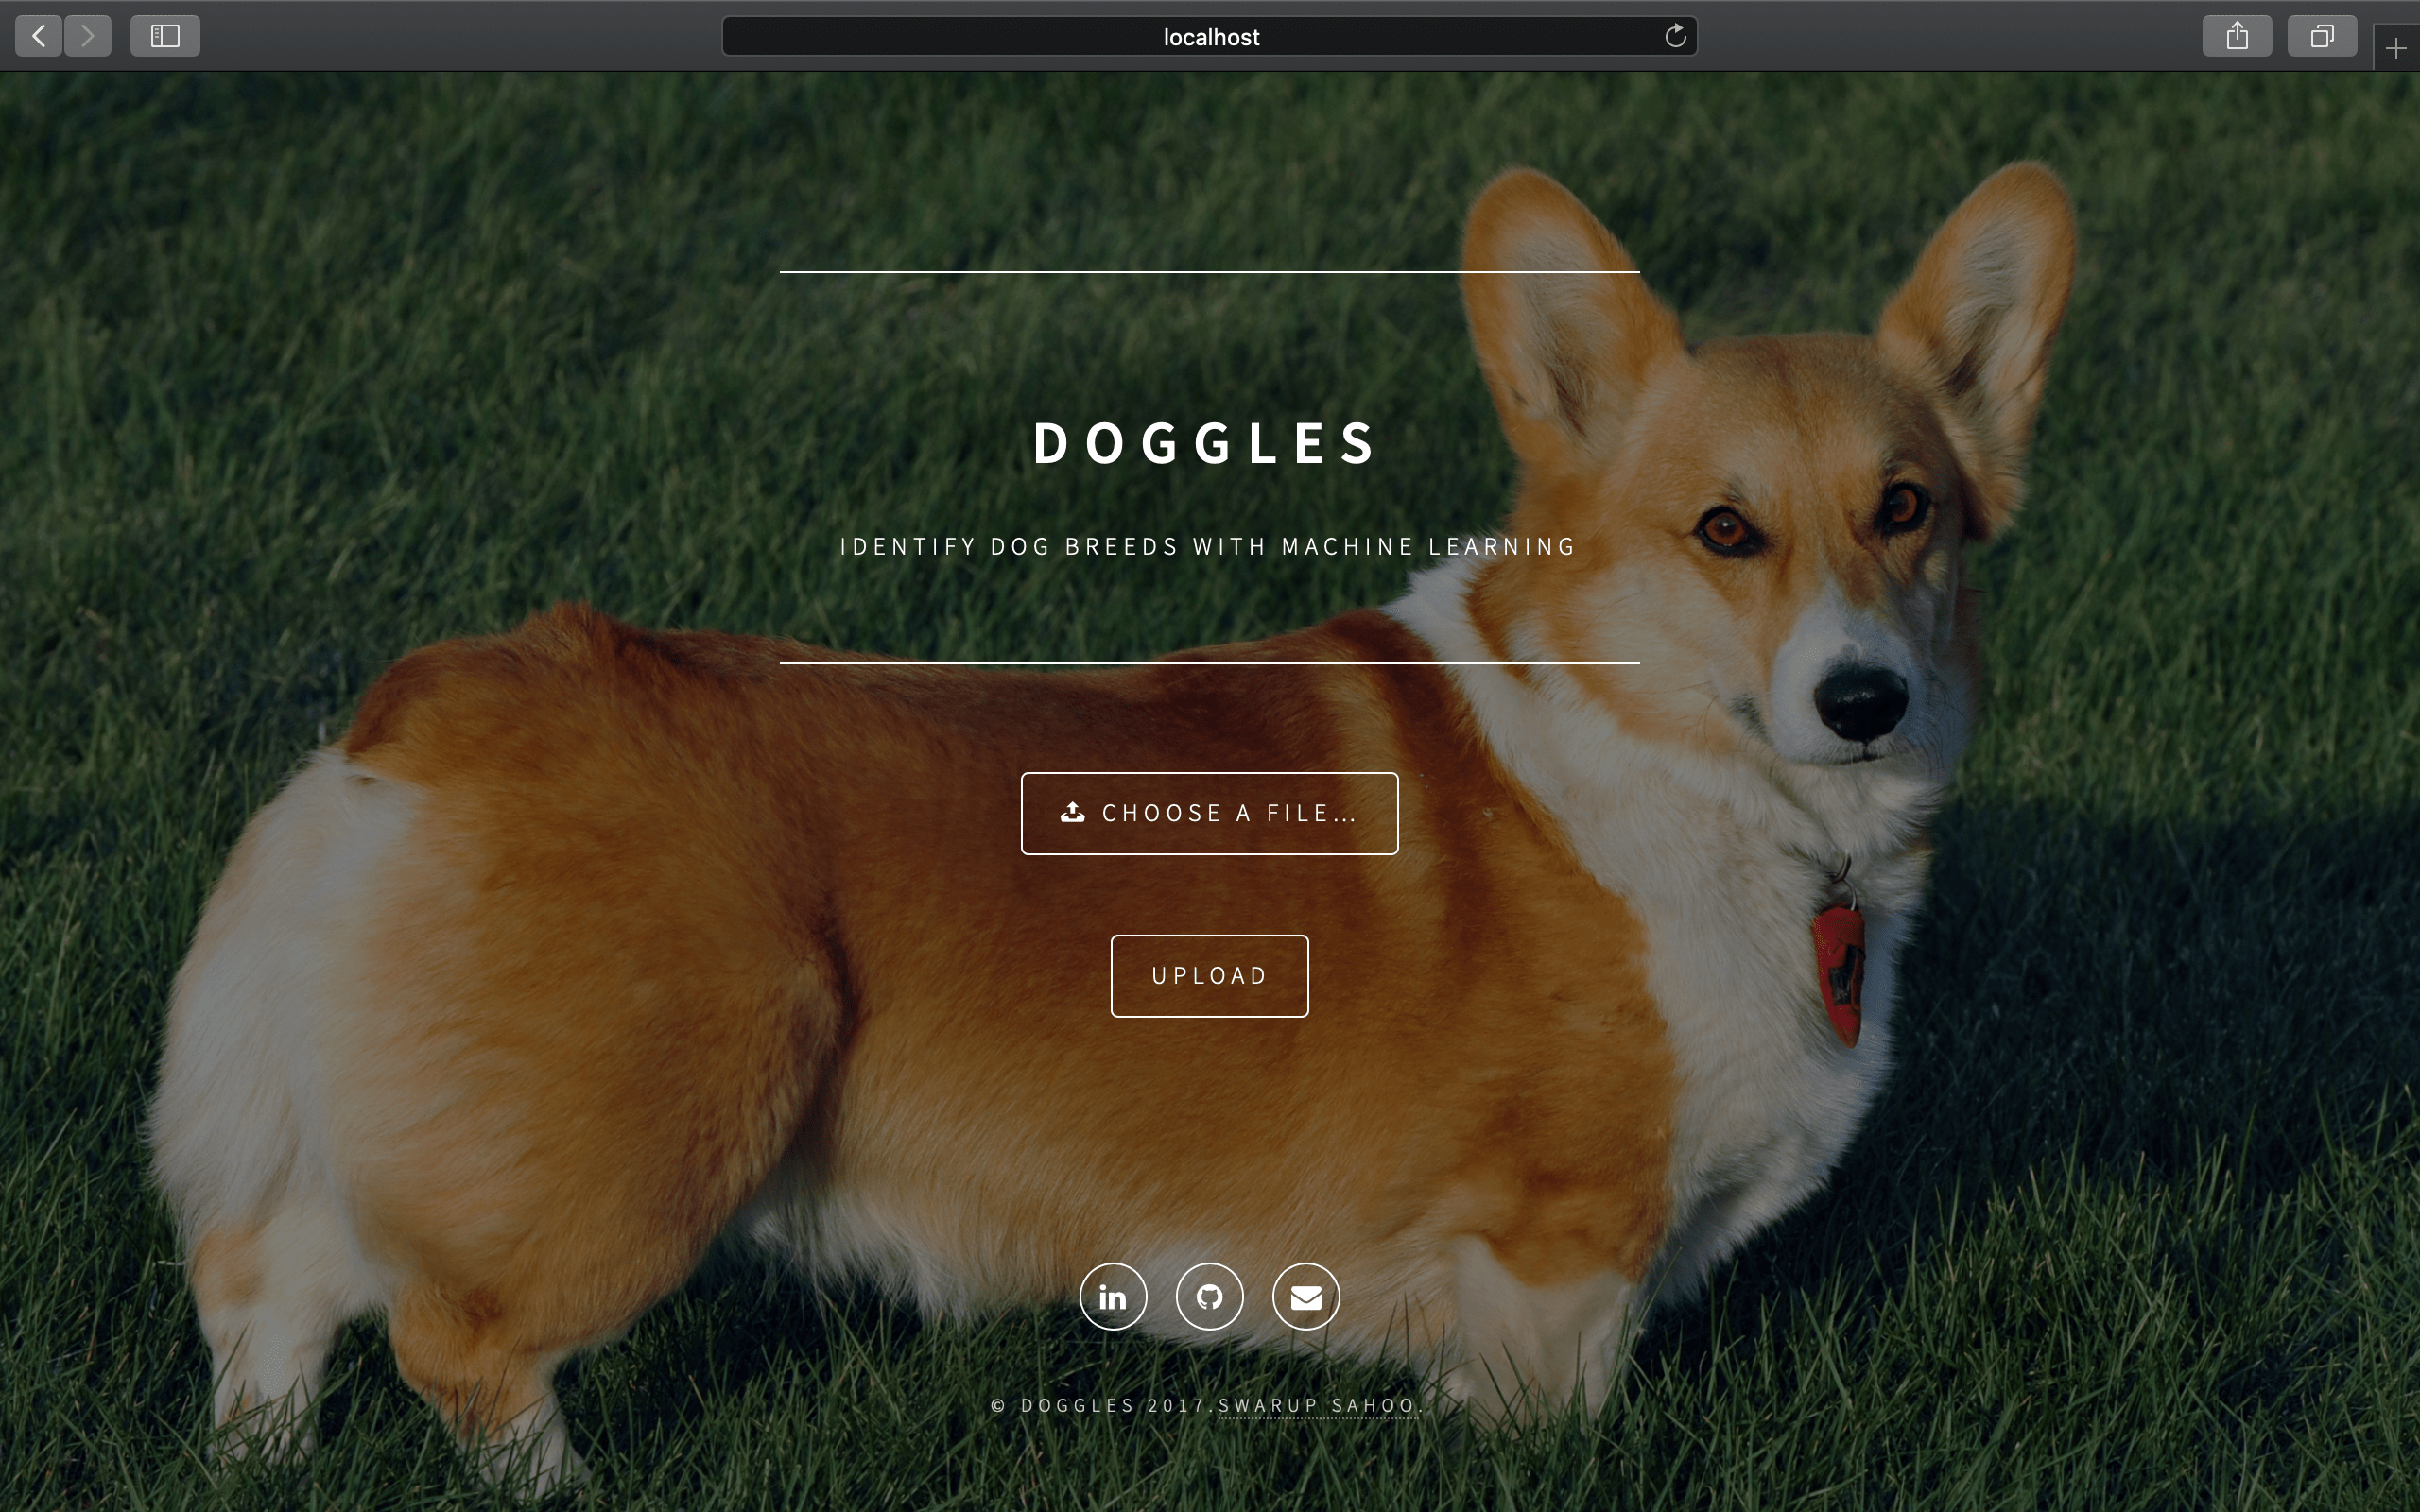 localhost
DOGGLES
IDENTIFY DOG BREEDS WITH MACHINE LEARNING
CHOOSE A FILE...
UPLOAD
in
© DOGGLES 2017.SWARUP SAHOO.